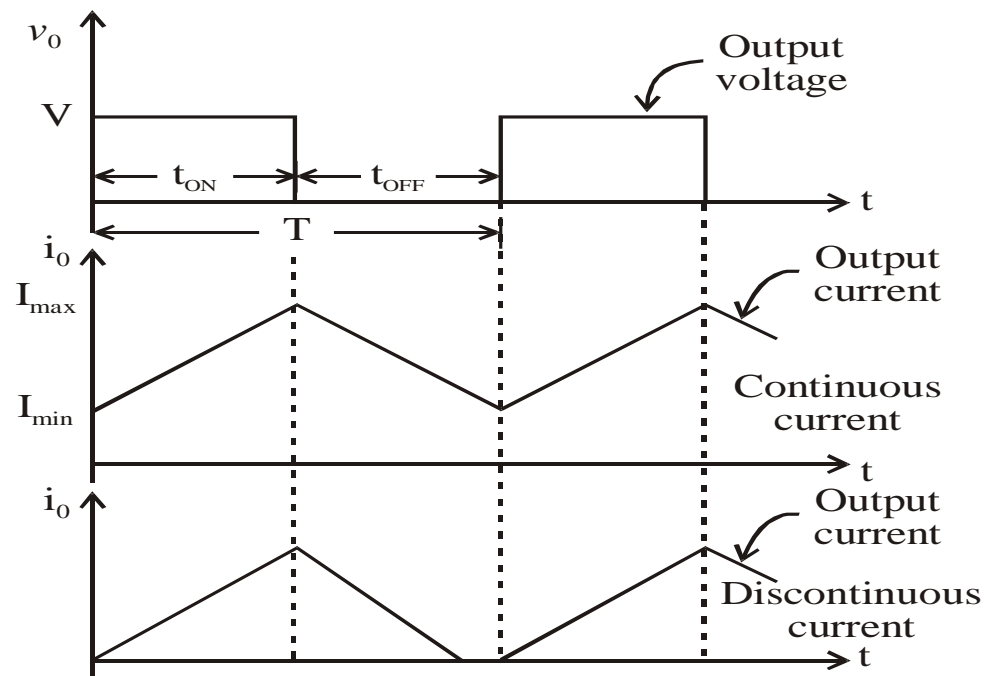 v0
Output
voltage
V
tON
tOFF
t
T
i0
Output
current
Imax
Imin
Continuous
current
t
i0
Output
current
Discontinuous
current
t